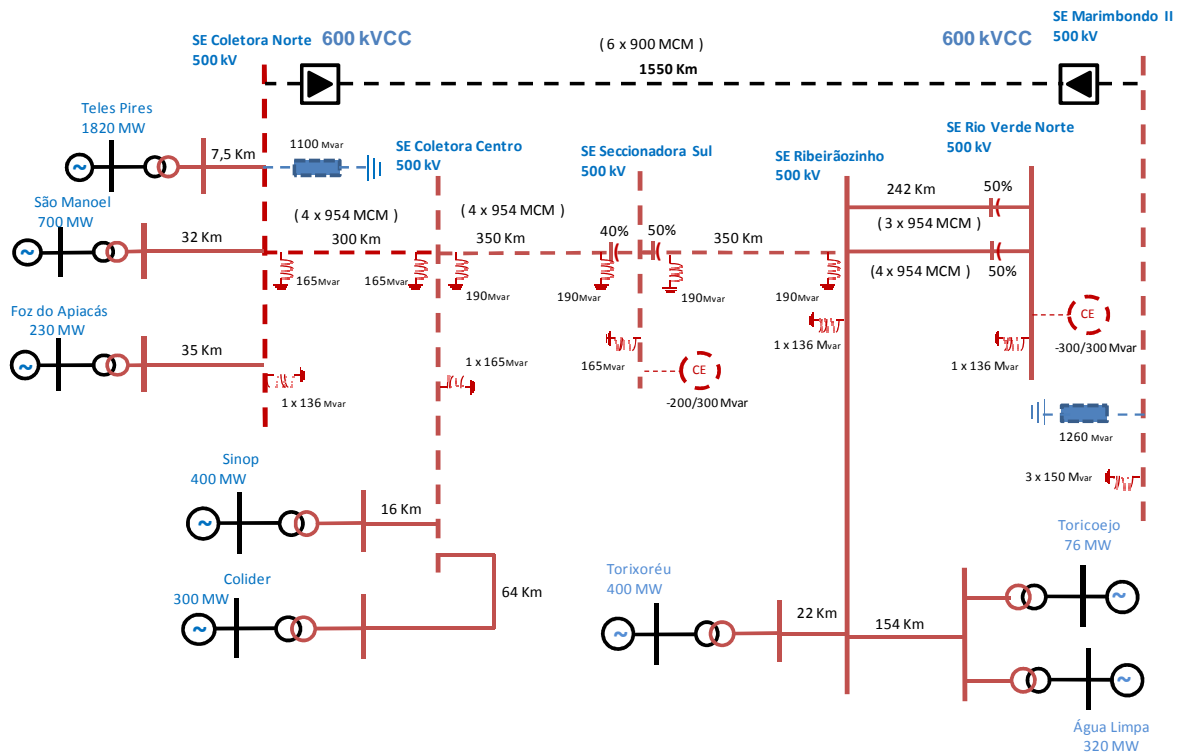 SE Coletora Norte
500 kV
600 kVCC
( 6 x 900 MCM )
1550 Km
600 kVCC
SE Marimbondo II
500 kV
Teles Pires
1820 MW
7,5 Km
1100 Mvar
SE Coletora Centro
500 kV
SE Seccionadora Sul
500 kV
SE Ribeirãozinho
500 kV
SE Rio Verde Norte
500 kV
São Manoel
700 MW
~
32 Km
( 4 x 954 MCM )
300 Km
165Mvar
165Mvar
( 4 x 954 MCM )
350 Km
190Mvar
190Mvar
40%
50%
350 Km
190Mvar
190Mvar
242 Km
50%
( 3 x 954 MCM )
(4 x 954 MCM )
50%
Foz do Apiacás
230 MW
~
35 Km
1 x 136 Mvar
1 x 165Mvar
165Mvar
CE
-200/300Mvar
1 x 136 Mvar
1 x 136 Mvar
CE
-300/300Mvar
1260 Mvar
3 x 150 Mvar
Sinop
400 MW
~
16 Km
Colider
300 MW
~
64 Km
Torixoréu
400 MW
~
22 Km
154 Km
Toricoejo
76 MW
~
~
Água Limpa
320 MW